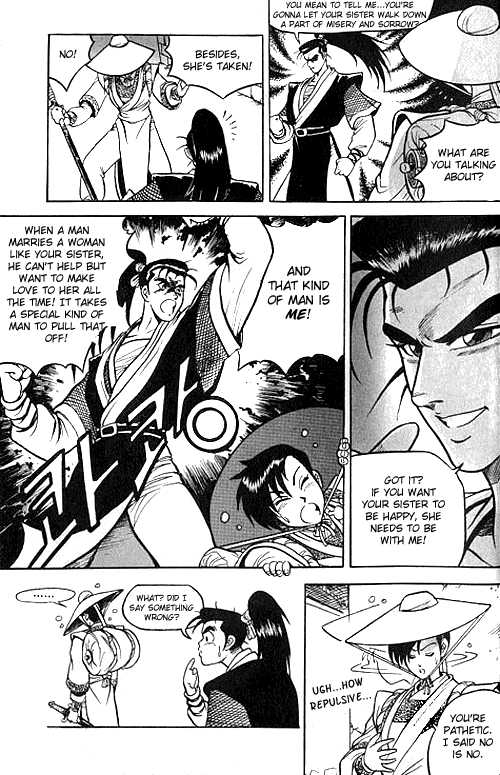 NO!
BESIDES,
SHE'S TAKEN!
YOU MEAN TO TELL ME...YOU'RE
GONNA LET YOUR SISTER WALK DOWN
A PART OF MISERY AND SORROW?
WHAT ARE
YOU TALKING
ABOUT?
WHEN A MAN
MARRIES A WOMAN
LIKE YOUR SISTER,
HE CAN'T HELP BUT
WANT TO MAKE
LOVE TO HER ALL
THE TIME! IT TAKES
A SPECIAL KIND OF
MAN TO PULL THAT
OFF!
AND
THAT KIND
OF MAN IS
ME!
GOT IT?
IF YOU WANT
YOUR SISTER TO
BE HAPPY, SHE
NEEDS TO BE
WITH ME!
......
WHAT? DID I
SAY SOMETHING
WRONG?
UGH...HOW
REPULSIVE...
YOU'RE
PATHETIC.
I SAID NO
IS NO.